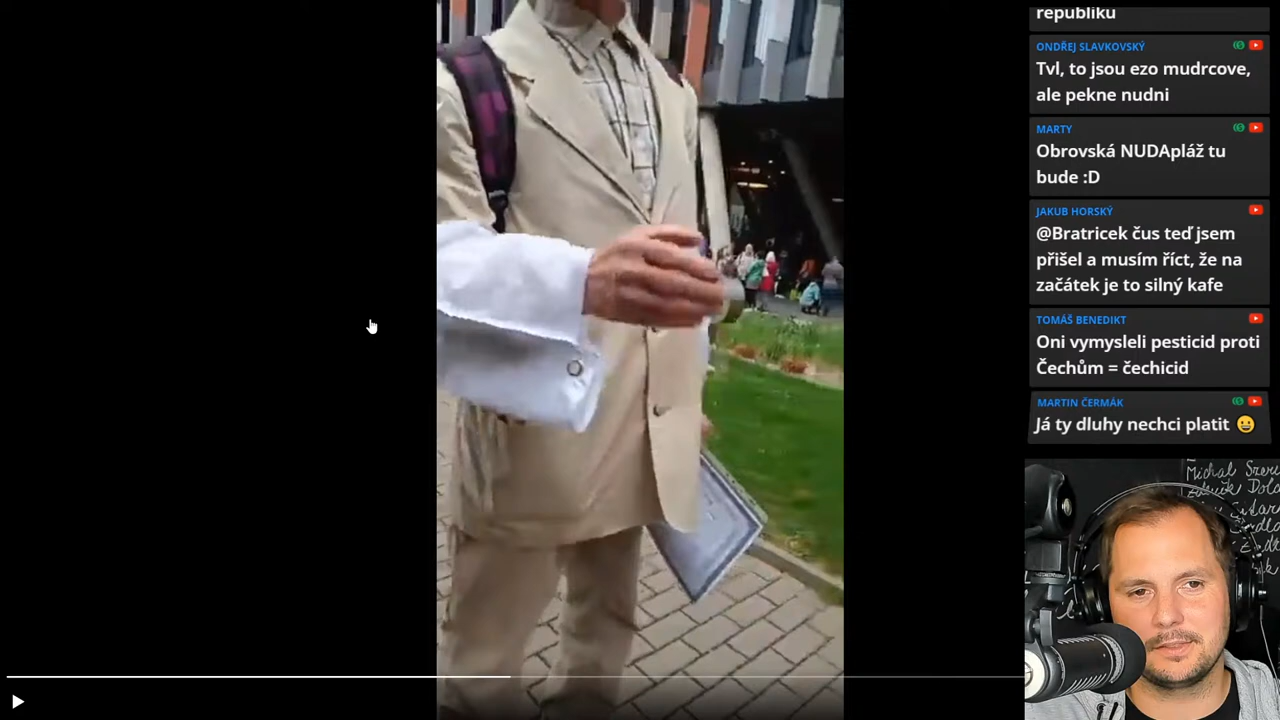 republiku
ONDŘEJ SLAVKOVSKÝ
Tvl, to jsou ezo mudrcove,
ale pekne nudni
MARTY
Obrovská NUDApláž tu
bude :D
JAKUB HORSKÝ
@Bratricek čus teď jsem
přišel a musím říct, že na
začátek je to silný kafe
TOMÁŠ BENEDIKT
Oni vymysleli pesticid proti
Čechům = čechicid
MARTIN ČERMÁK
Já ty dluhy nechci platit 😀
Michal